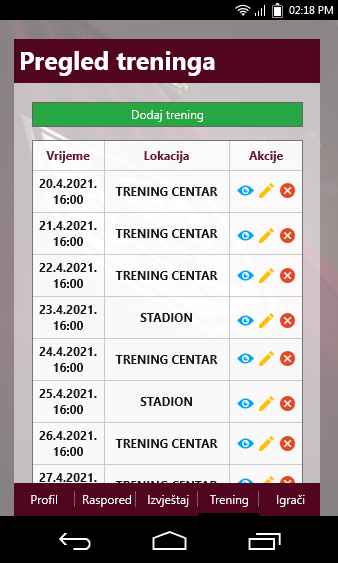 02:18 PM
Pregled treninga
Dodaj trening
Vrijeme Lokacija Akcije
20.4.2021.
16:00 TRENING CENTAR
21.4.2021.
16:00 TRENING CENTAR
22.4.2021.
16:00 TRENING CENTAR
23.4.2021.
16:00 STADION
24.4.2021.
16:00 TRENING CENTAR
25.4.2021.
16:00 STADION
26.4.2021.
16:00 TRENING CENTAR
27.4.2021.
TRENING CENTAR
Profil Raspored Izvještaj Trening Igrači